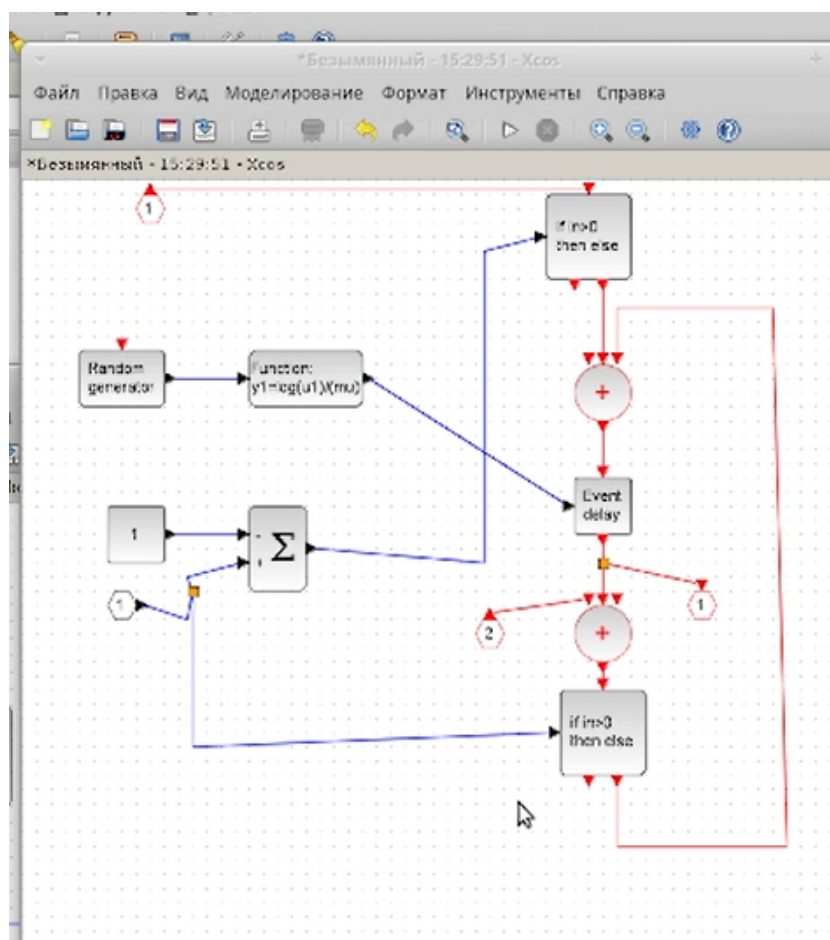 *Безымянный - 15:29:51 - Xcos
Файл Правка Вид Моделирование Формат Инструменты Справка
*Безымянный - 15:29:51 - Xcos
1
if in>0
then else
Random
generator
Function:
y1=log(u1)/(mu)
+
Event
delay
1
-
+
Σ
1
1
2
+
if in>0
then else